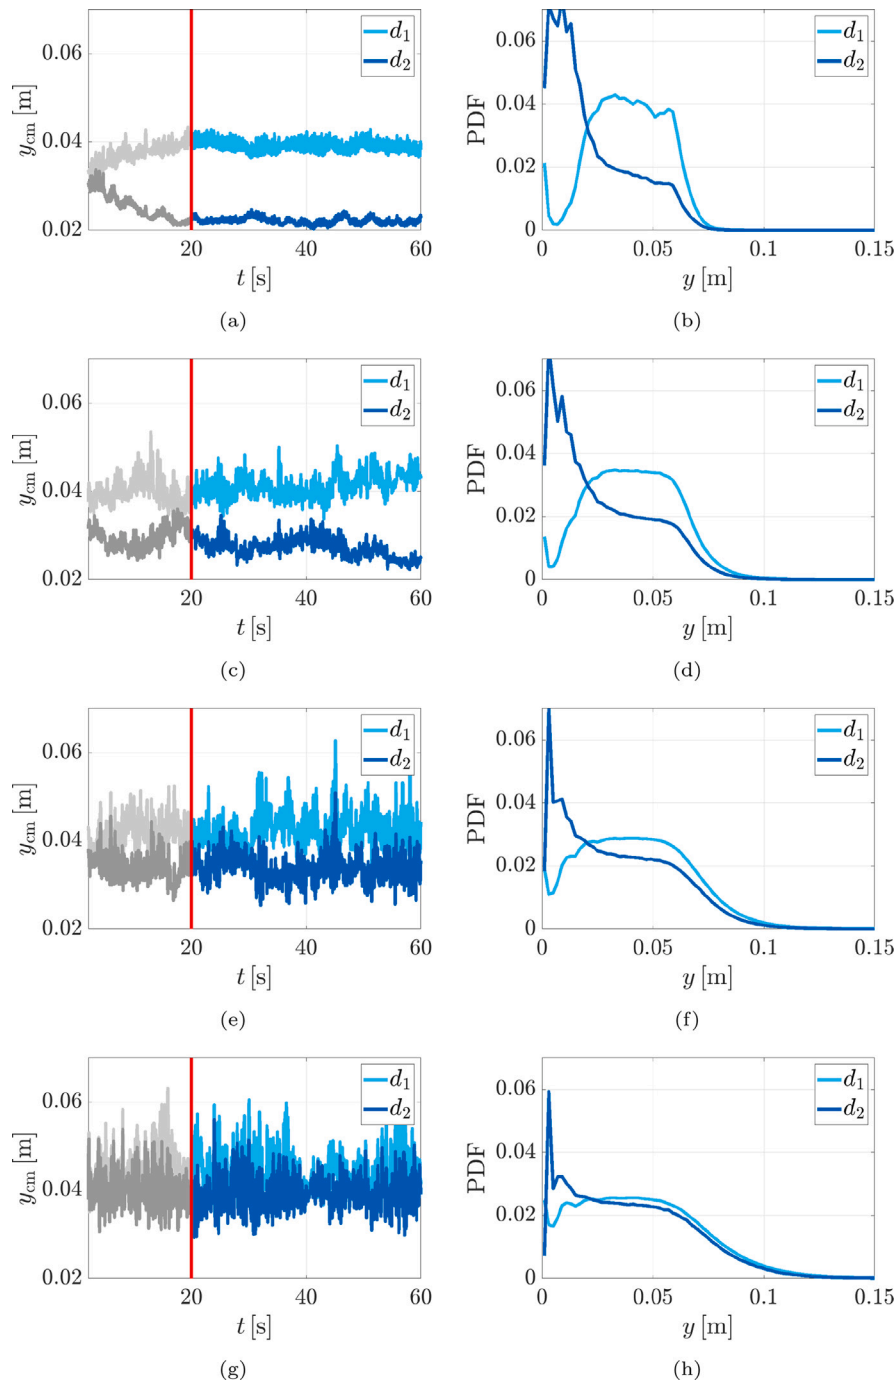 0.06
0.04
0.02
y_cm [m]
d_1
d_2
20 40 60
t [s]
(a)
0.06
0.04
0.02
0
PDF
d_1
d_2
0 0.05 0.1 0.15
y [m]
(b)
0.06
0.04
0.02
y_cm [m]
d_1
d_2
20 40 60
t [s]
(c)
0.06
0.04
0.02
0
PDF
d_1
d_2
0 0.05 0.1 0.15
y [m]
(d)
0.06
0.04
0.02
y_cm [m]
d_1
d_2
20 40 60
t [s]
(e)
0.06
0.04
0.02
0
PDF
d_1
d_2
0 0.05 0.1 0.15
y [m]
(f)
0.06
0.04
0.02
y_cm [m]
d_1
d_2
20 40 60
t [s]
(g)
0.06
0.04
0.02
0
PDF
d_1
d_2
0 0.05 0.1 0.15
y [m]
(h)